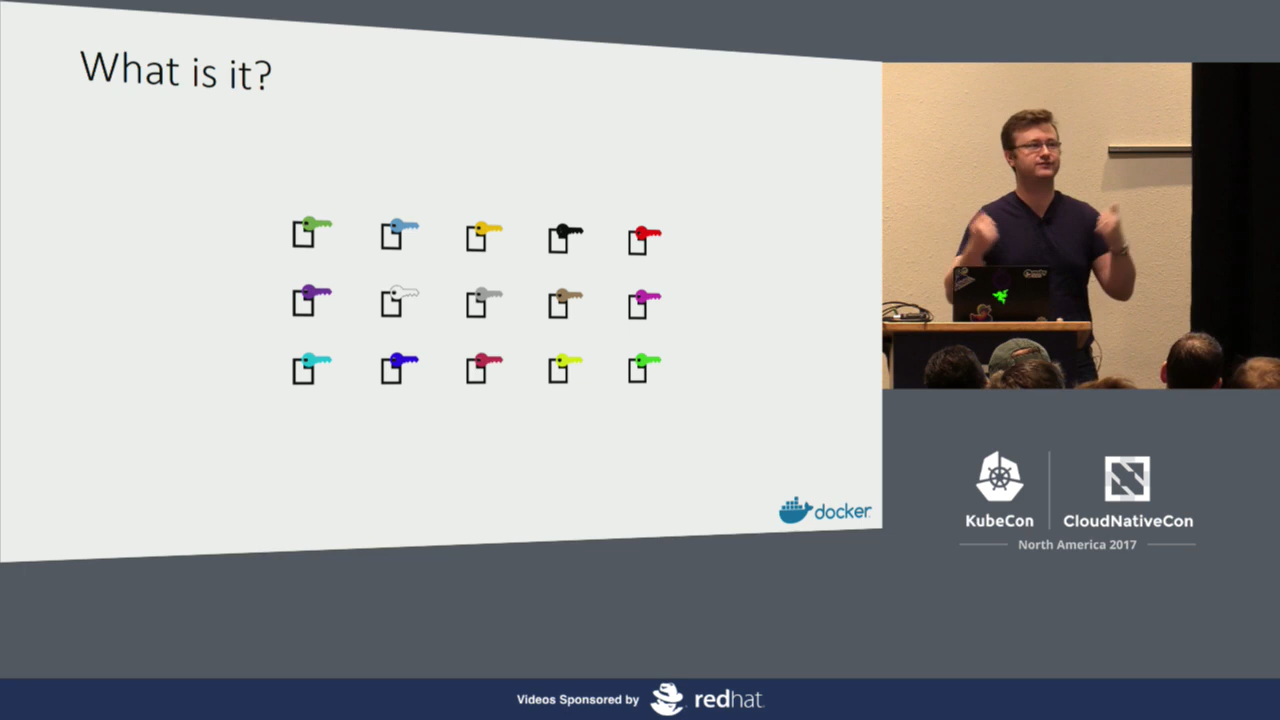 What is it?
docker
KubeCon
CloudNativeCon
North America 2017
Videos Sponsored by
redhat.